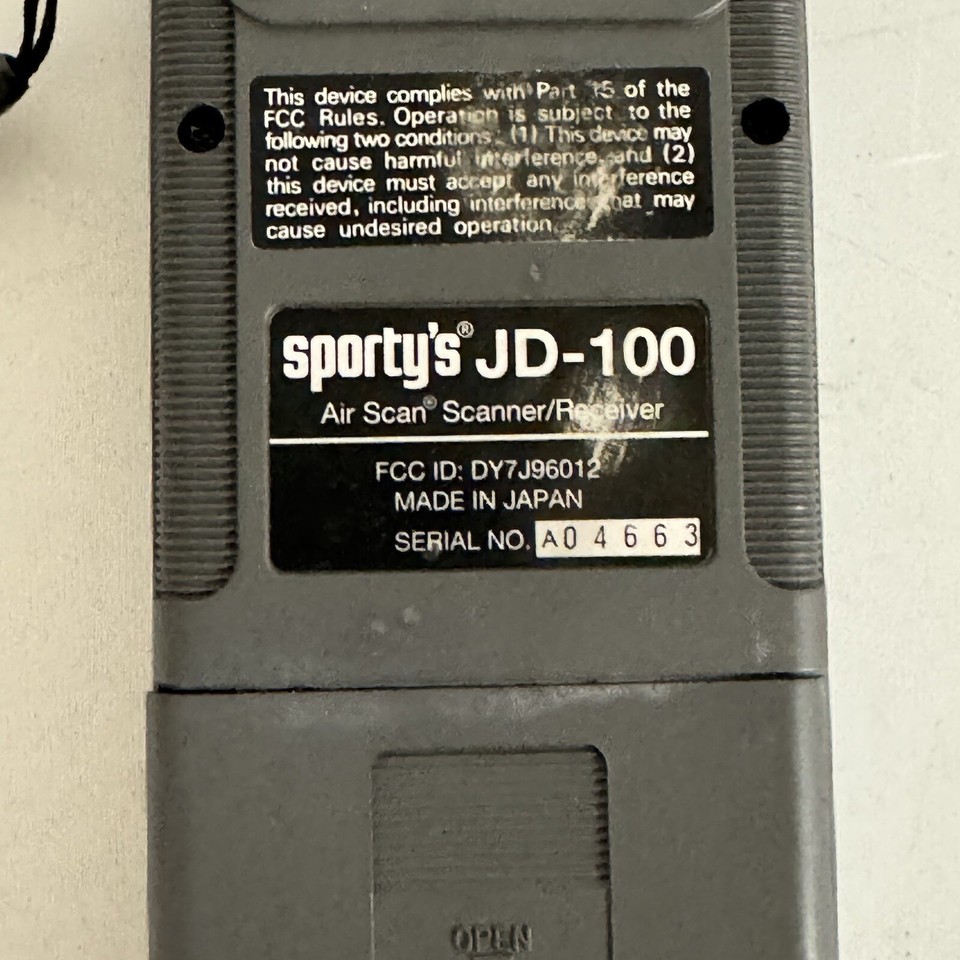 This device complies with Part 15 of the
FCC Rules. Operation is subject to the
following two conditions: (1) This device may
not cause harmful interference, and (2)
this device must accept any interference
received, including interference that may
cause undesired operation.
sporty's® JD-100
Air Scan® Scanner/Receiver
FCC ID: DY7J96012
MADE IN JAPAN
SERIAL NO. A04663
OPEN